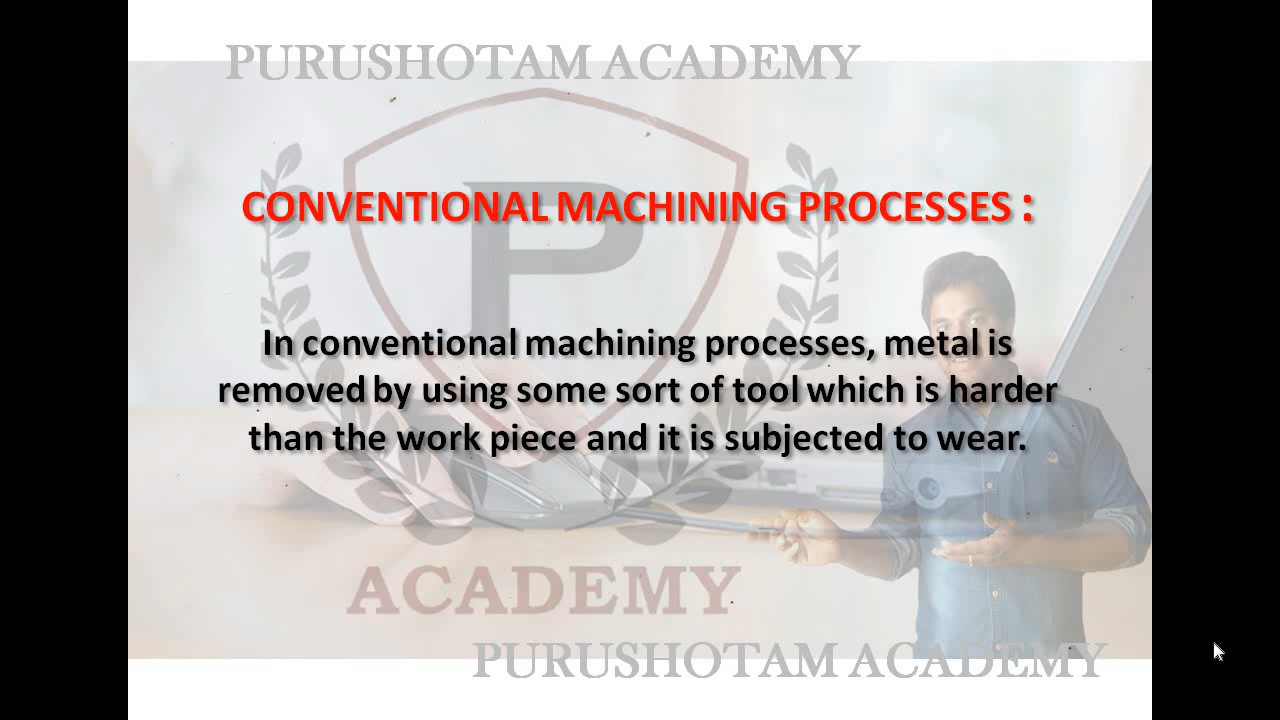 PURUSHOTAM ACADEMY
P
CONVENTIONAL MACHINING PROCESSES :
In conventional machining processes, metal is
removed by using some sort of tool which is harder
than the work piece and it is subjected to wear.
ACADEMY
PURUSHOTAM ACADEMY